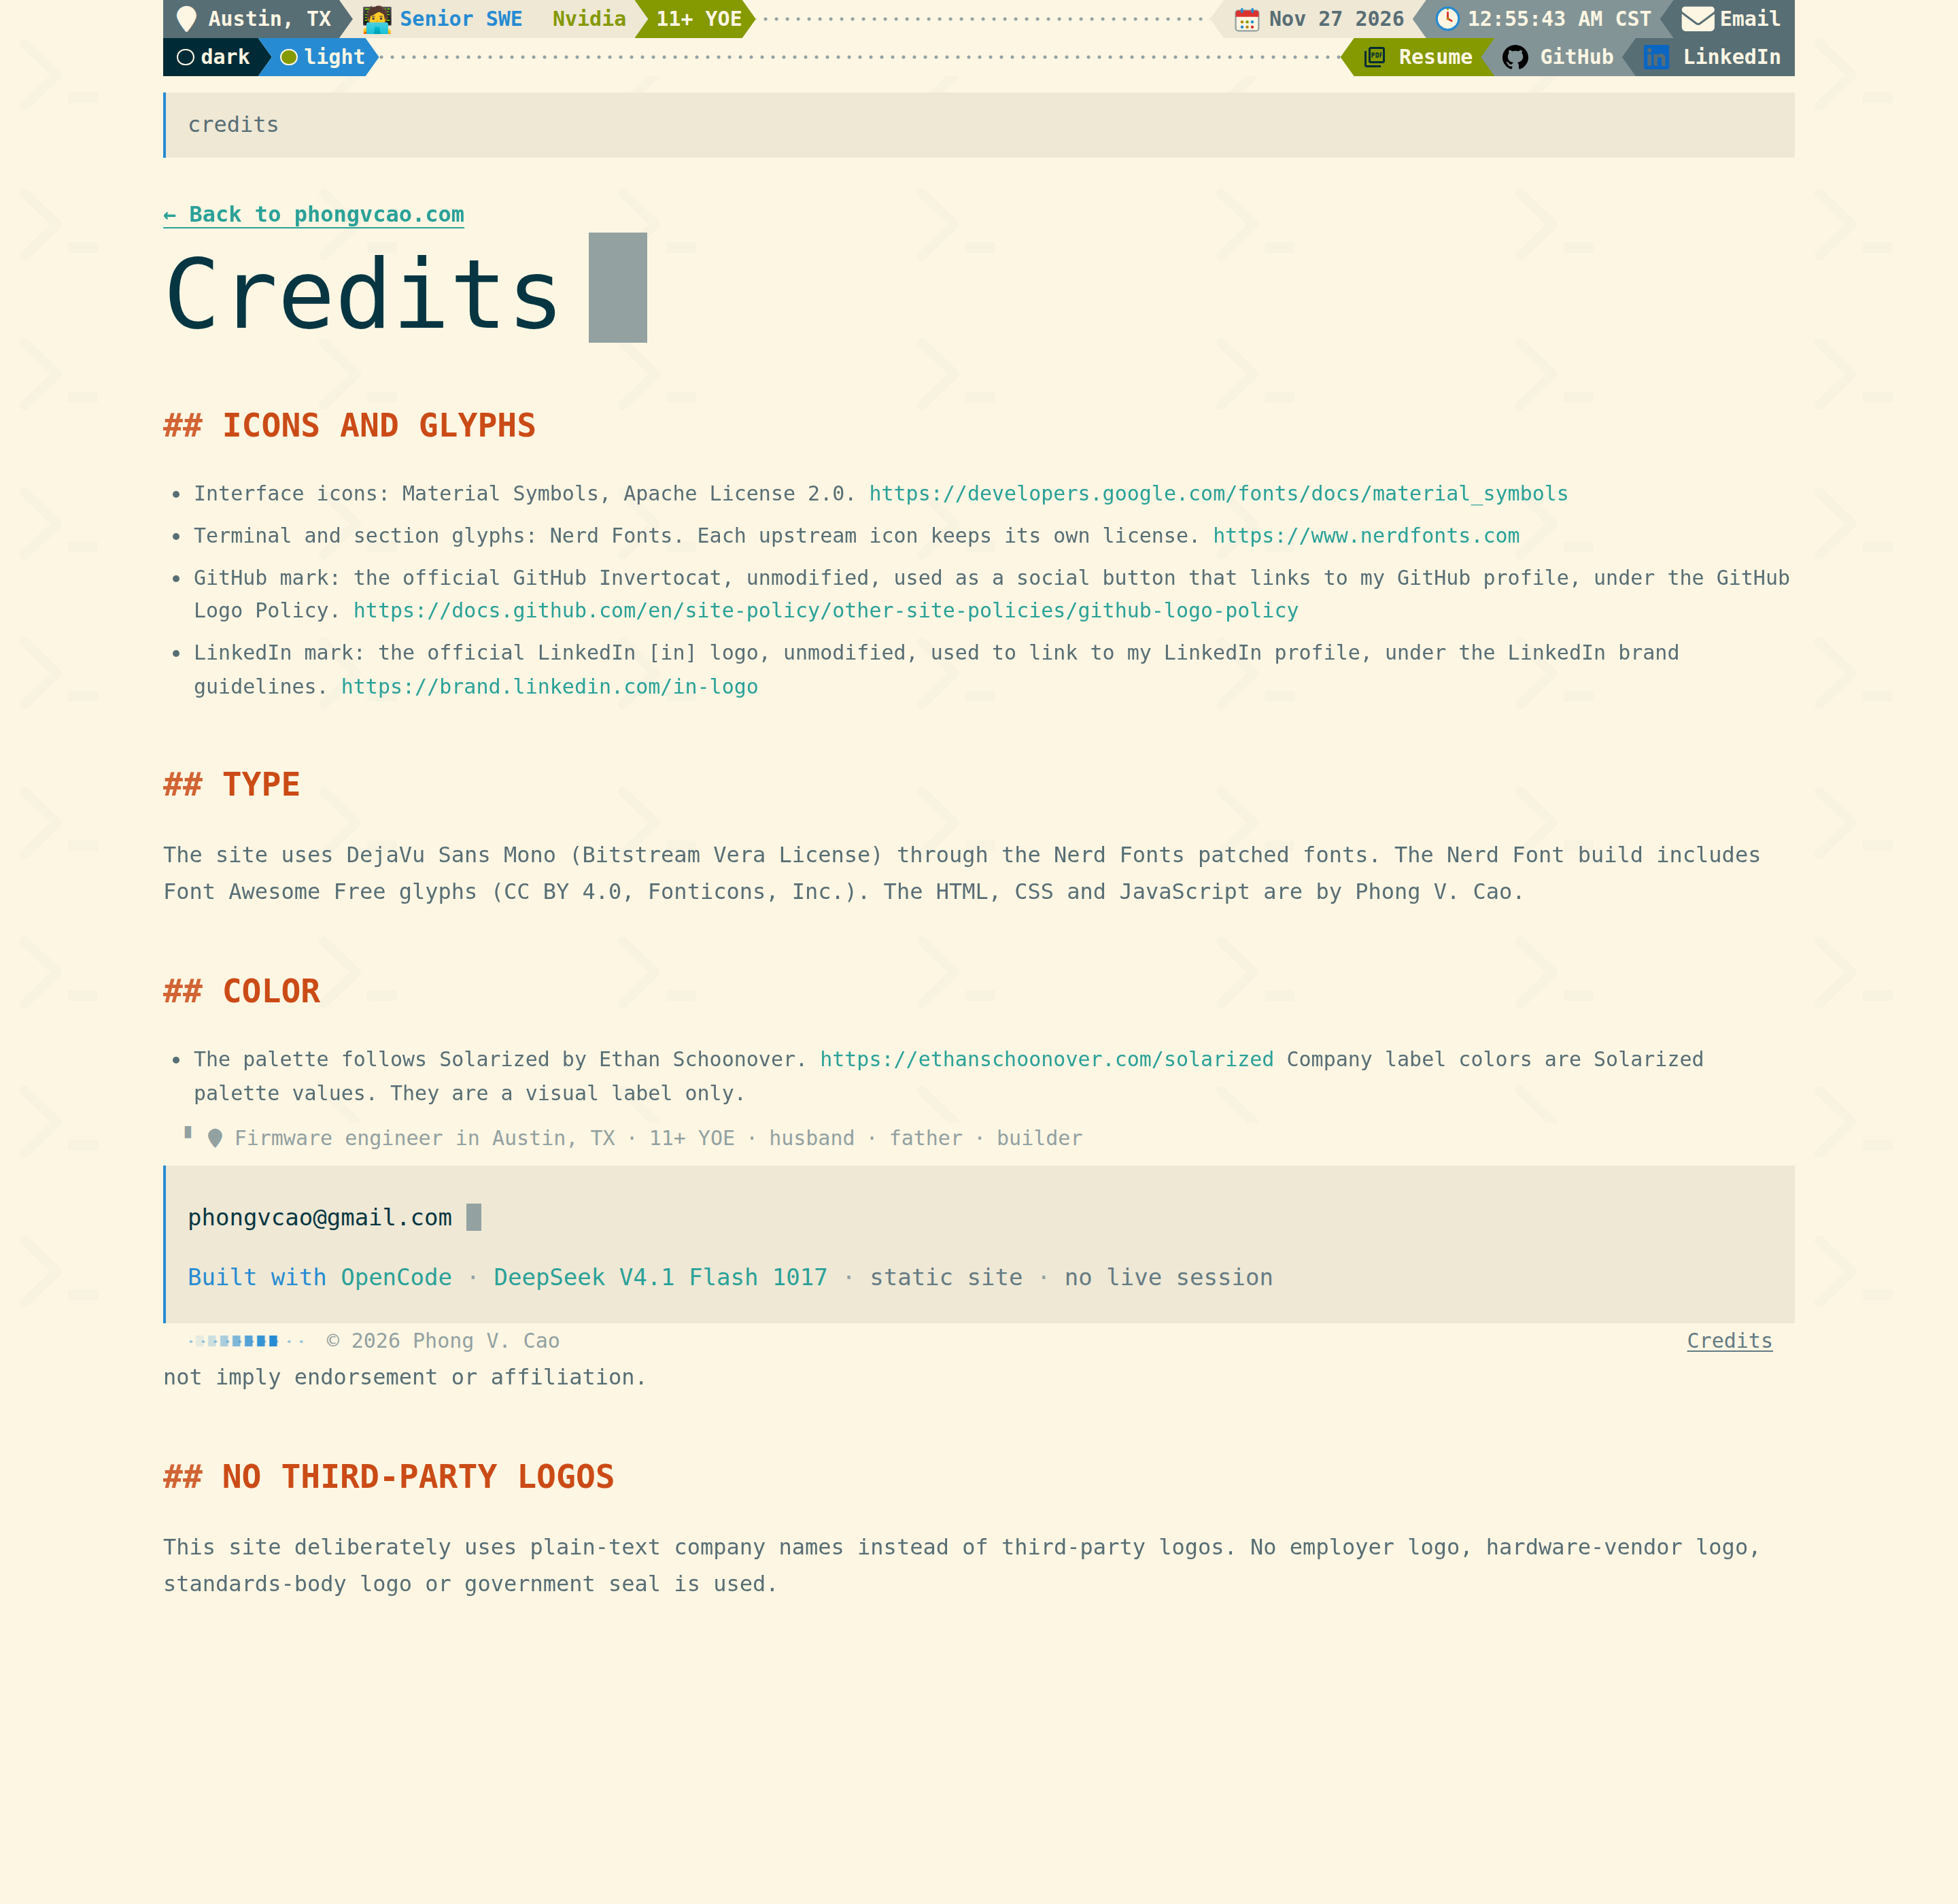 Austin, TX Senior SWE Nvidia 11+ YOE Nov 27 2026 12:55:43 AM CST Email
dark light Resume GitHub LinkedIn
credits
← Back to phongvcao.com
Credits
## ICONS AND GLYPHS
• Interface icons: Material Symbols, Apache License 2.0. https://developers.google.com/fonts/docs/material_symbols
• Terminal and section glyphs: Nerd Fonts. Each upstream icon keeps its own license. https://www.nerdfonts.com
• GitHub mark: the official GitHub Invertocat, unmodified, used as a social button that links to my GitHub profile, under the GitHub
Logo Policy. https://docs.github.com/en/site-policy/other-site-policies/github-logo-policy
• LinkedIn mark: the official LinkedIn [in] logo, unmodified, used to link to my LinkedIn profile, under the LinkedIn brand
guidelines. https://brand.linkedin.com/in-logo
## TYPE
The site uses DejaVu Sans Mono (Bitstream Vera License) through the Nerd Fonts patched fonts. The Nerd Font build includes
Font Awesome Free glyphs (CC BY 4.0, Fonticons, Inc.). The HTML, CSS and JavaScript are by Phong V. Cao.
## COLOR
• The palette follows Solarized by Ethan Schoonover. https://ethanschoonover.com/solarized Company label colors are Solarized
palette values. They are a visual label only.
Firmware engineer in Austin, TX · 11+ YOE · husband · father · builder
phongvcao@gmail.com
Built with OpenCode · DeepSeek V4.1 Flash 1017 · static site · no live session
© 2026 Phong V. Cao Credits
not imply endorsement or affiliation.
## NO THIRD-PARTY LOGOS
This site deliberately uses plain-text company names instead of third-party logos. No employer logo, hardware-vendor logo,
standards-body logo or government seal is used.